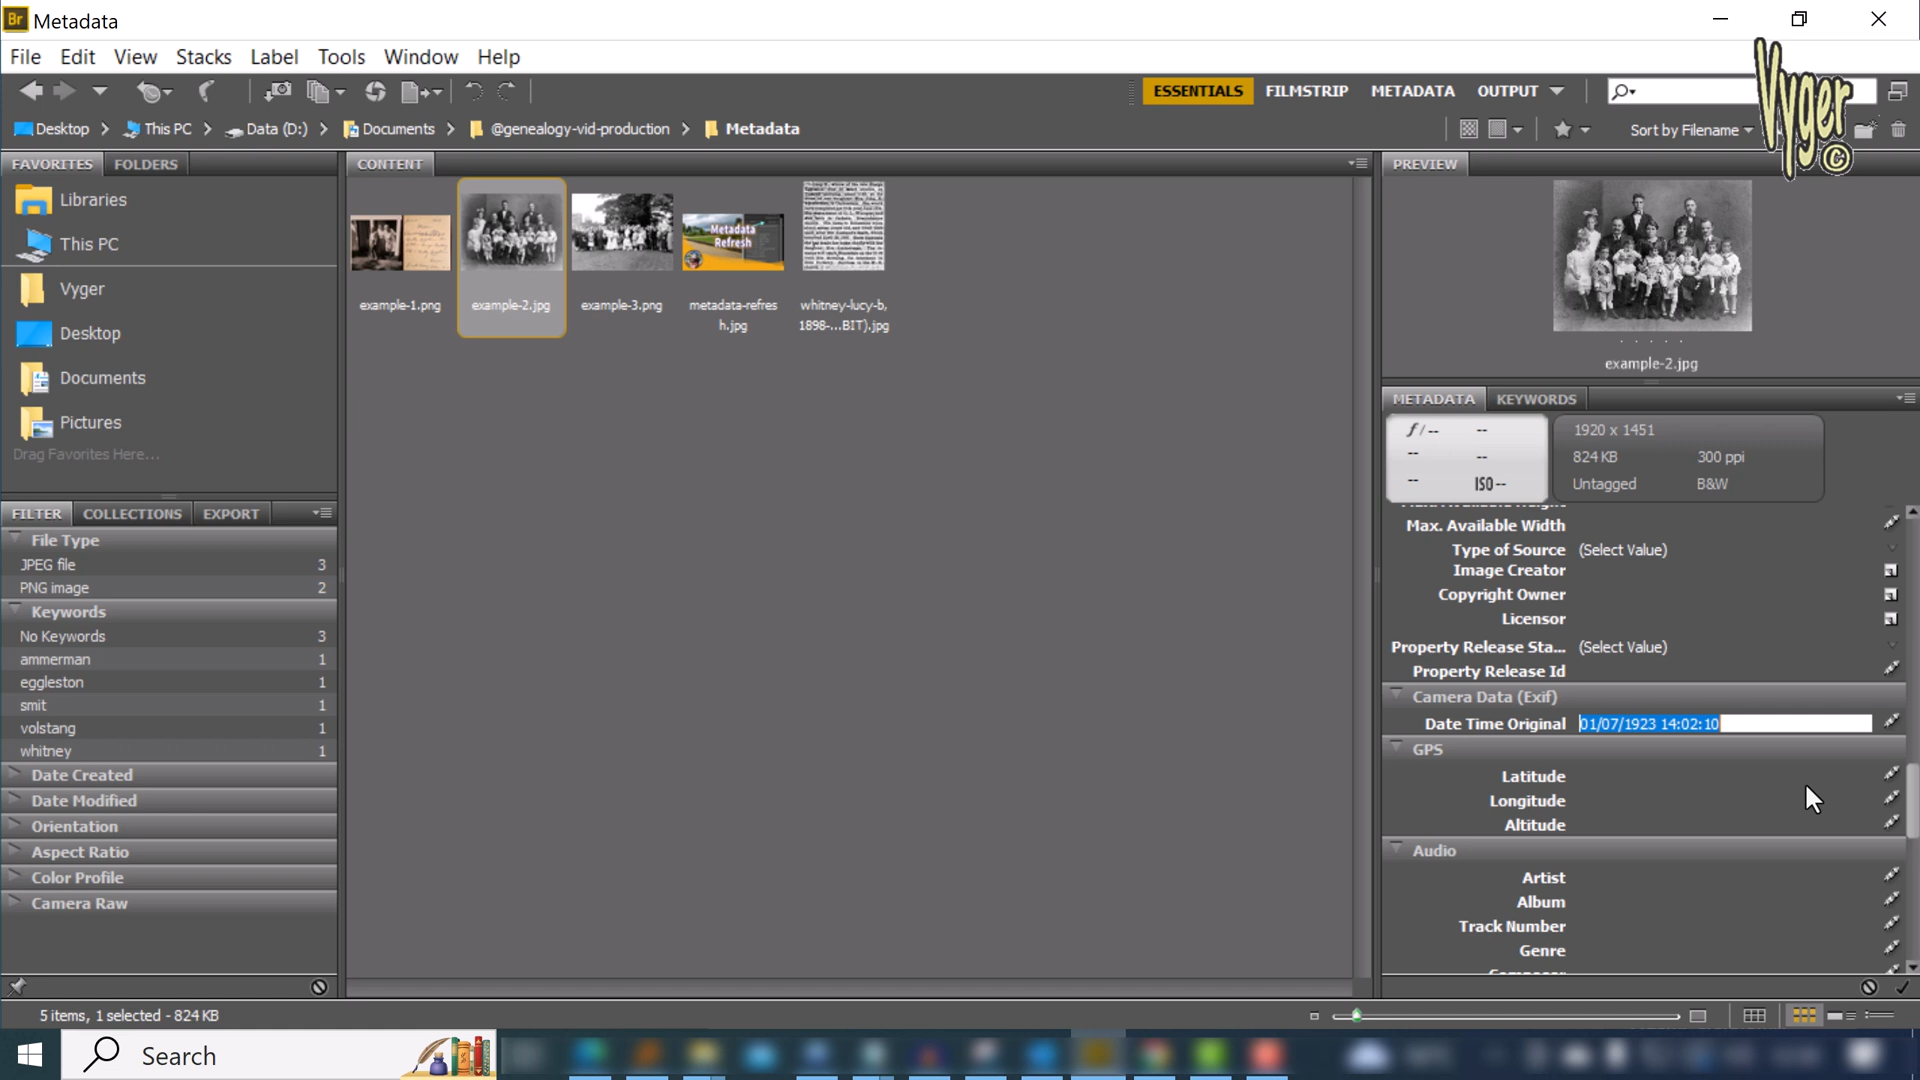 Br Metadata
File Edit View Stacks Label Tools Window Help
Vyger ©
ESSENTIALS FILMSTRIP METADATA OUTPUT
Desktop This PC Data (D:) Documents @genealogy-vid-production Metadata
Sort by Filename
FAVORITES FOLDERS
Libraries
This PC
Vyger
Desktop
Documents
Pictures
Drag Favorites Here...
FILTER COLLECTIONS EXPORT
File Type
JPEG file 3
PNG image 2
Keywords
No Keywords 3
ammerman 1
eggleston 1
smit 1
volstang 1
whitney 1
Date Created
Date Modified
Orientation
Aspect Ratio
Color Profile
Camera Raw
CONTENT
Metadata
Refresh
example-1.png
example-2.jpg
example-3.png
metadata-refres
h.jpg
whitney-lucy-b,
1898-...BIT).jpg
PREVIEW
example-2.jpg
METADATA KEYWORDS
f/-- --
-- --
-- ISO--
1920 x 1451
824 KB 300 ppi
Untagged B&W
Max. Available Width
Type of Source (Select Value)
Image Creator
Copyright Owner
Licensor
Property Release Sta... (Select Value)
Property Release Id
Camera Data (Exif)
Date Time Original 01/07/1923 14:02:10
GPS
Latitude
Longitude
Altitude
Audio
Artist
Album
Track Number
Genre
5 items, 1 selected - 824 KB
Search